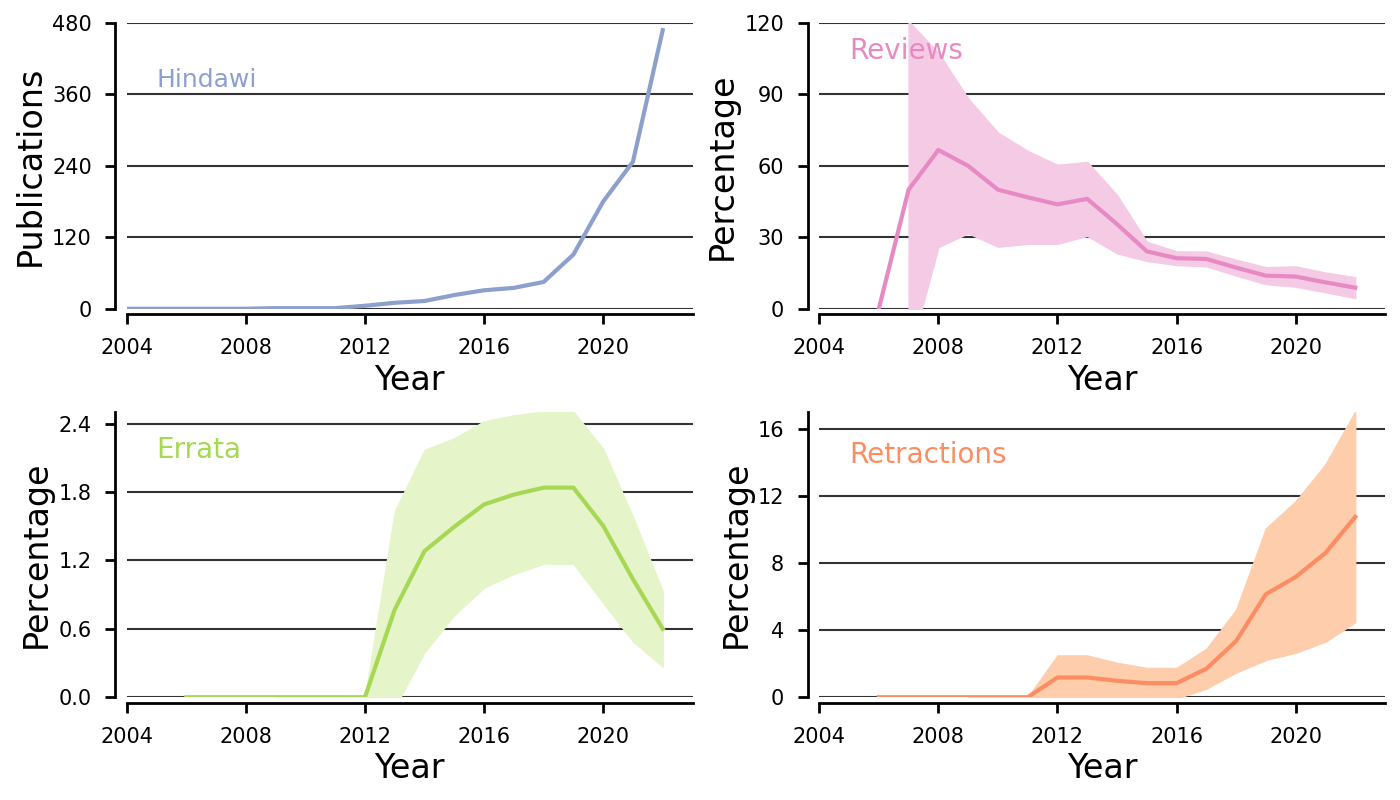 Publications
480
360
240
120
0
Hindawi
2004 2008 2012 2016 2020
Year
Percentage
120
90
60
30
0
Reviews
2004 2008 2012 2016 2020
Year
Percentage
2.4
1.8
1.2
0.6
0.0
Errata
2004 2008 2012 2016 2020
Year
Percentage
16
12
8
4
0
Retractions
2004 2008 2012 2016 2020
Year